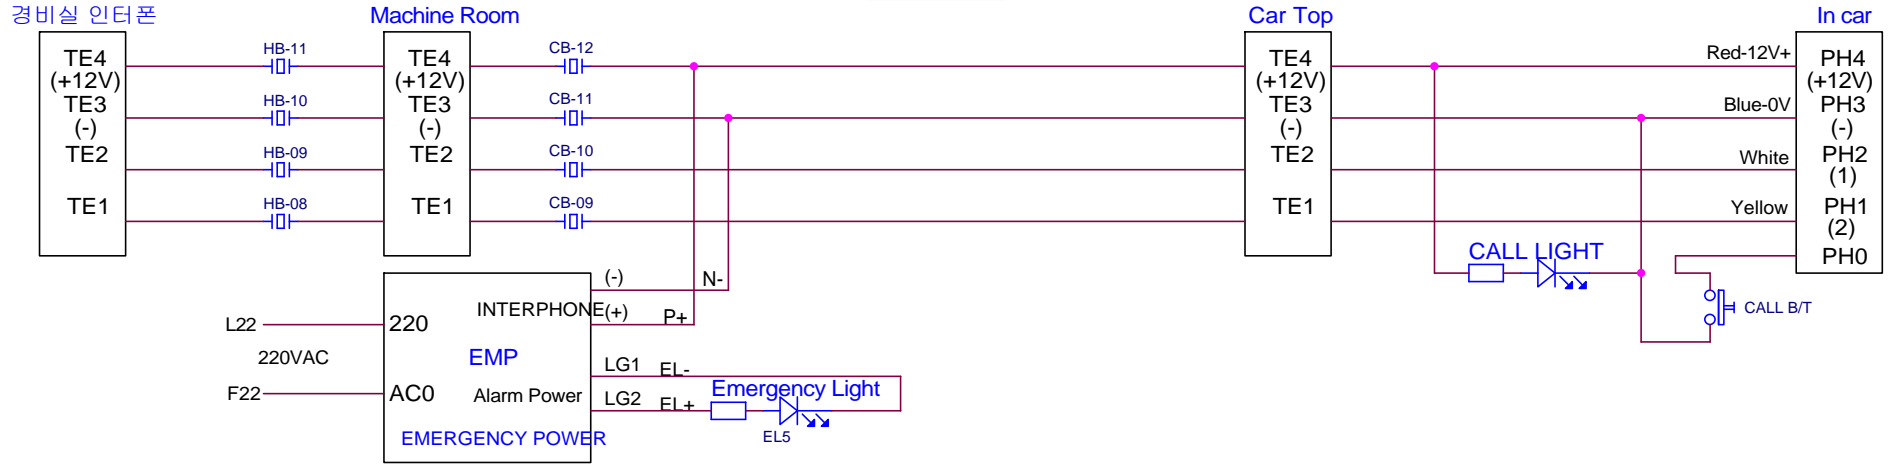 경비실 인터폰
Machine Room
Car Top
In car
TE4
(+12V)
TE3
(-)
TE2
TE1
HB-11
HB-10
HB-09
HB-08
TE4
(+12V)
TE3
(-)
TE2
TE1
CB-12
CB-11
CB-10
CB-09
TE4
(+12V)
TE3
(-)
TE2
TE1
Red-12V+
Blue-0V
White
Yellow
PH4
(+12V)
PH3
(-)
PH2
(1)
PH1
(2)
PH0
CALL LIGHT
CALL B/T
(-)
N-
INTERPHONE(+)
P+
L22
220
220VAC
EMP
F22
AC0
Alarm Power
LG1
EL-
LG2
EL+
Emergency Light
EL5
EMERGENCY POWER